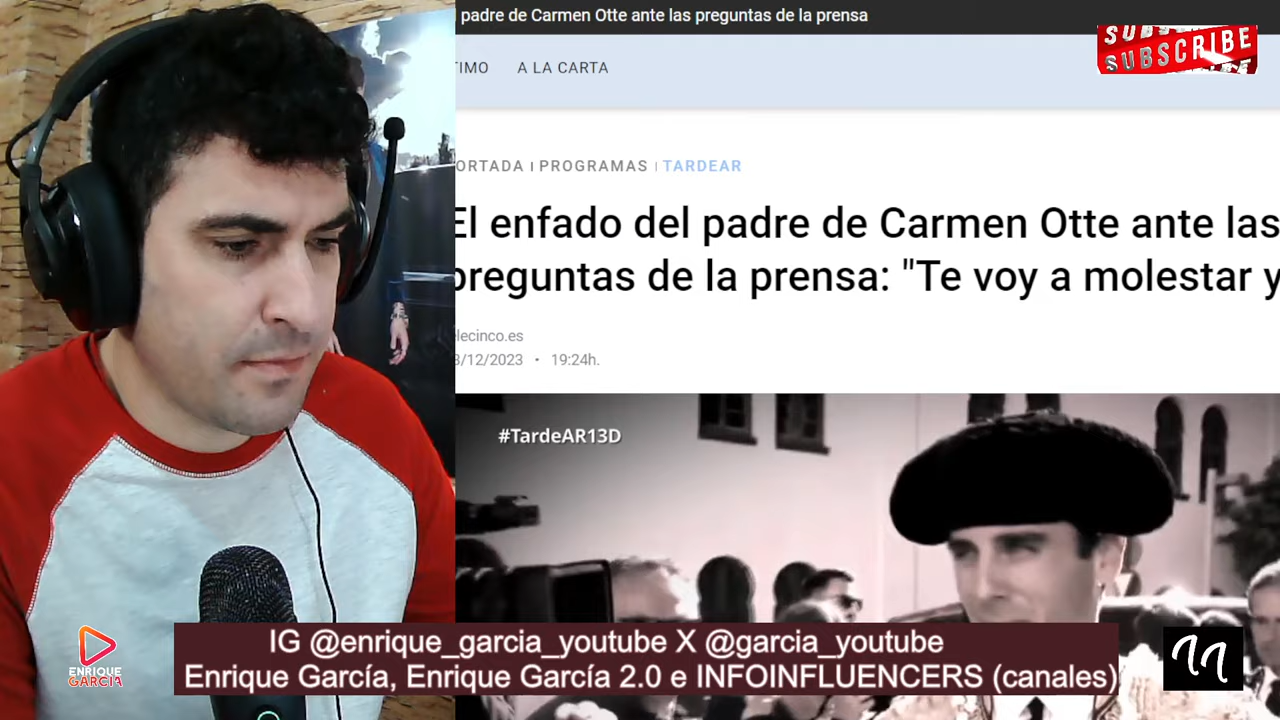 padre de Carmen Otte ante las preguntas de la prensa
SUBSCRIBE
SUBSCRIBE
TIMO A LA CARTA
ORTADA | PROGRAMAS | TARDEAR
El enfado del padre de Carmen Otte ante las
preguntas de la prensa: "Te voy a molestar y
elecinco.es
3/12/2023 • 19:24h.
#TardeAR13D
IG @enrique_garcia_youtube X @garcia_youtube
Enrique García, Enrique García 2.0 e INFOINFLUENCERS (canales)
ENRIQUE
GARCÍA